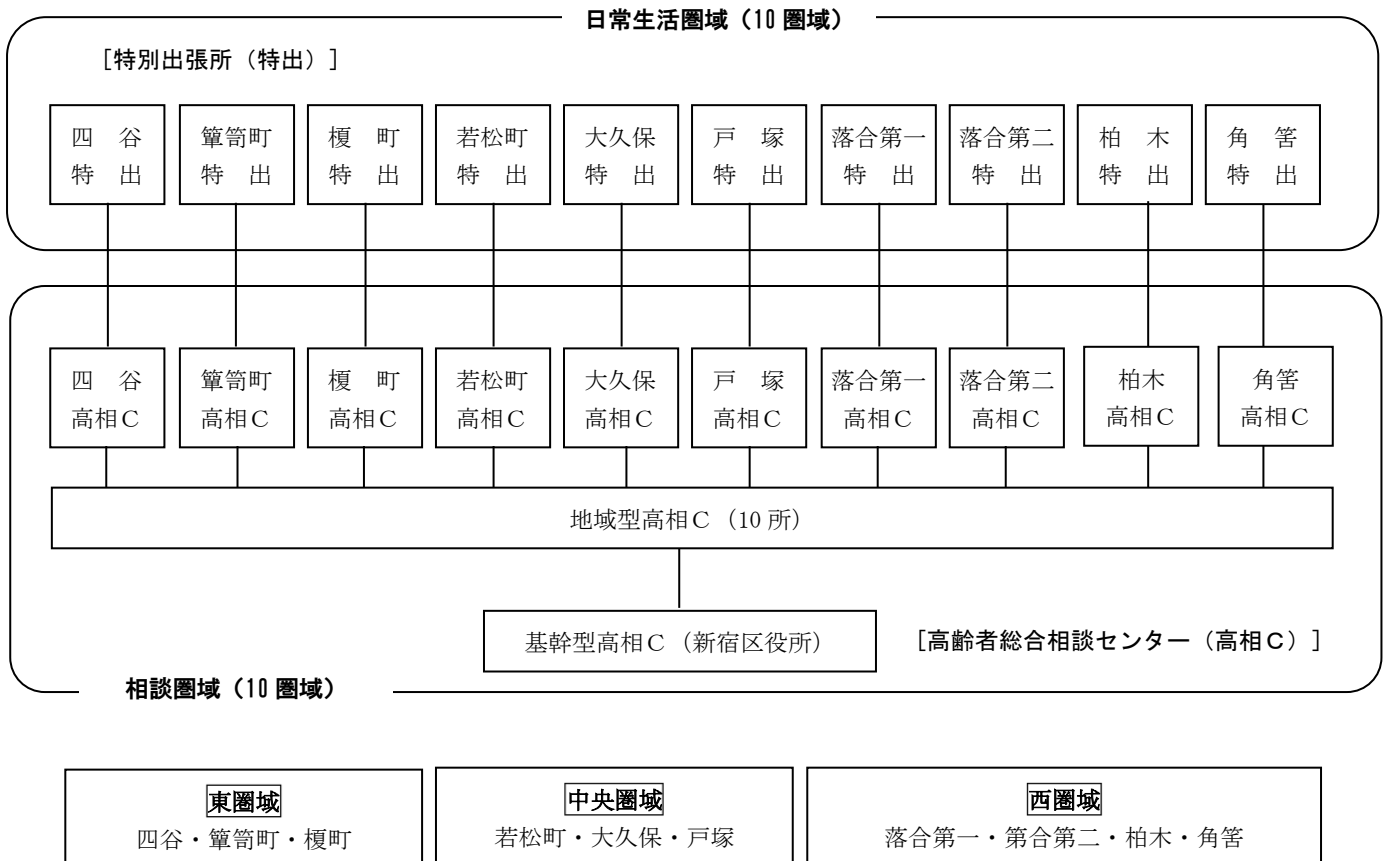 日常生活圏域（10 圏域）
［特別出張所（特出）］
四 谷 特 出
簞笥町 特 出
榎 町 特 出
若松町 特 出
大久保 特 出
戸 塚 特 出
落合第一 特 出
落合第二 特 出
柏 木 特 出
角 筈 特 出
四 谷 高相Ｃ
簞笥町 高相Ｃ
榎 町 高相Ｃ
若松町 高相Ｃ
大久保 高相Ｃ
戸 塚 高相Ｃ
落合第一 高相Ｃ
落合第二 高相Ｃ
柏木 高相Ｃ
角筈 高相Ｃ
地域型高相Ｃ（10 所）
基幹型高相Ｃ（新宿区役所）
［高齢者総合相談センター（高相Ｃ）］
相談圏域（10 圏域）
東圏域
四谷・簞笥町・榎町
中央圏域
若松町・大久保・戸塚
西圏域
落合第一・第合第二・柏木・角筈